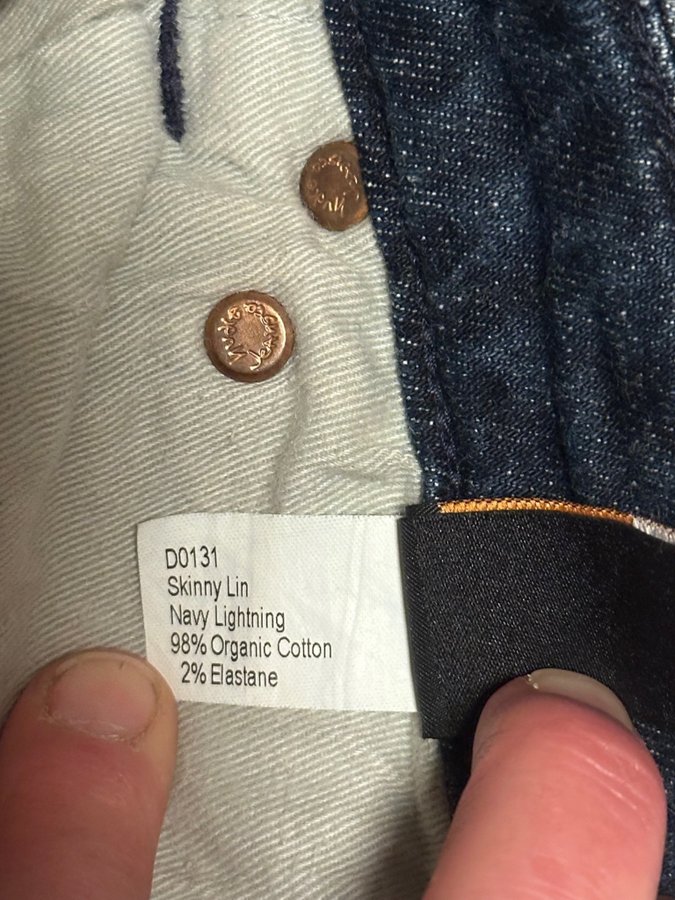 D0131
Skinny Lin
Navy Lightning
98% Organic Cotton
2% Elastane